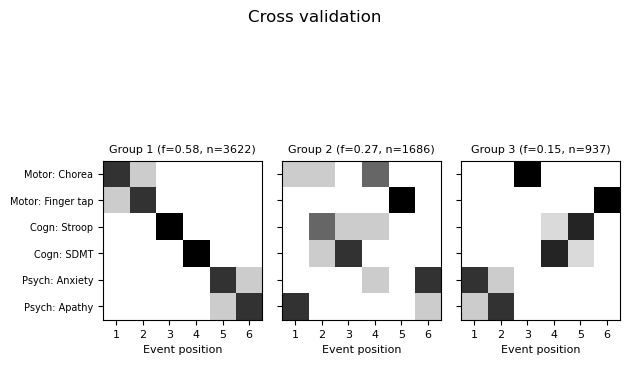 Cross validation
Group 1 (f=0.58, n=3622)
Group 2 (f=0.27, n=1686)
Group 3 (f=0.15, n=937)
Motor: Chorea
Motor: Finger tap
Cogn: Stroop
Cogn: SDMT
Psych: Anxiety
Psych: Apathy
1 2 3 4 5 6
1 2 3 4 5 6
1 2 3 4 5 6
Event position
Event position
Event position